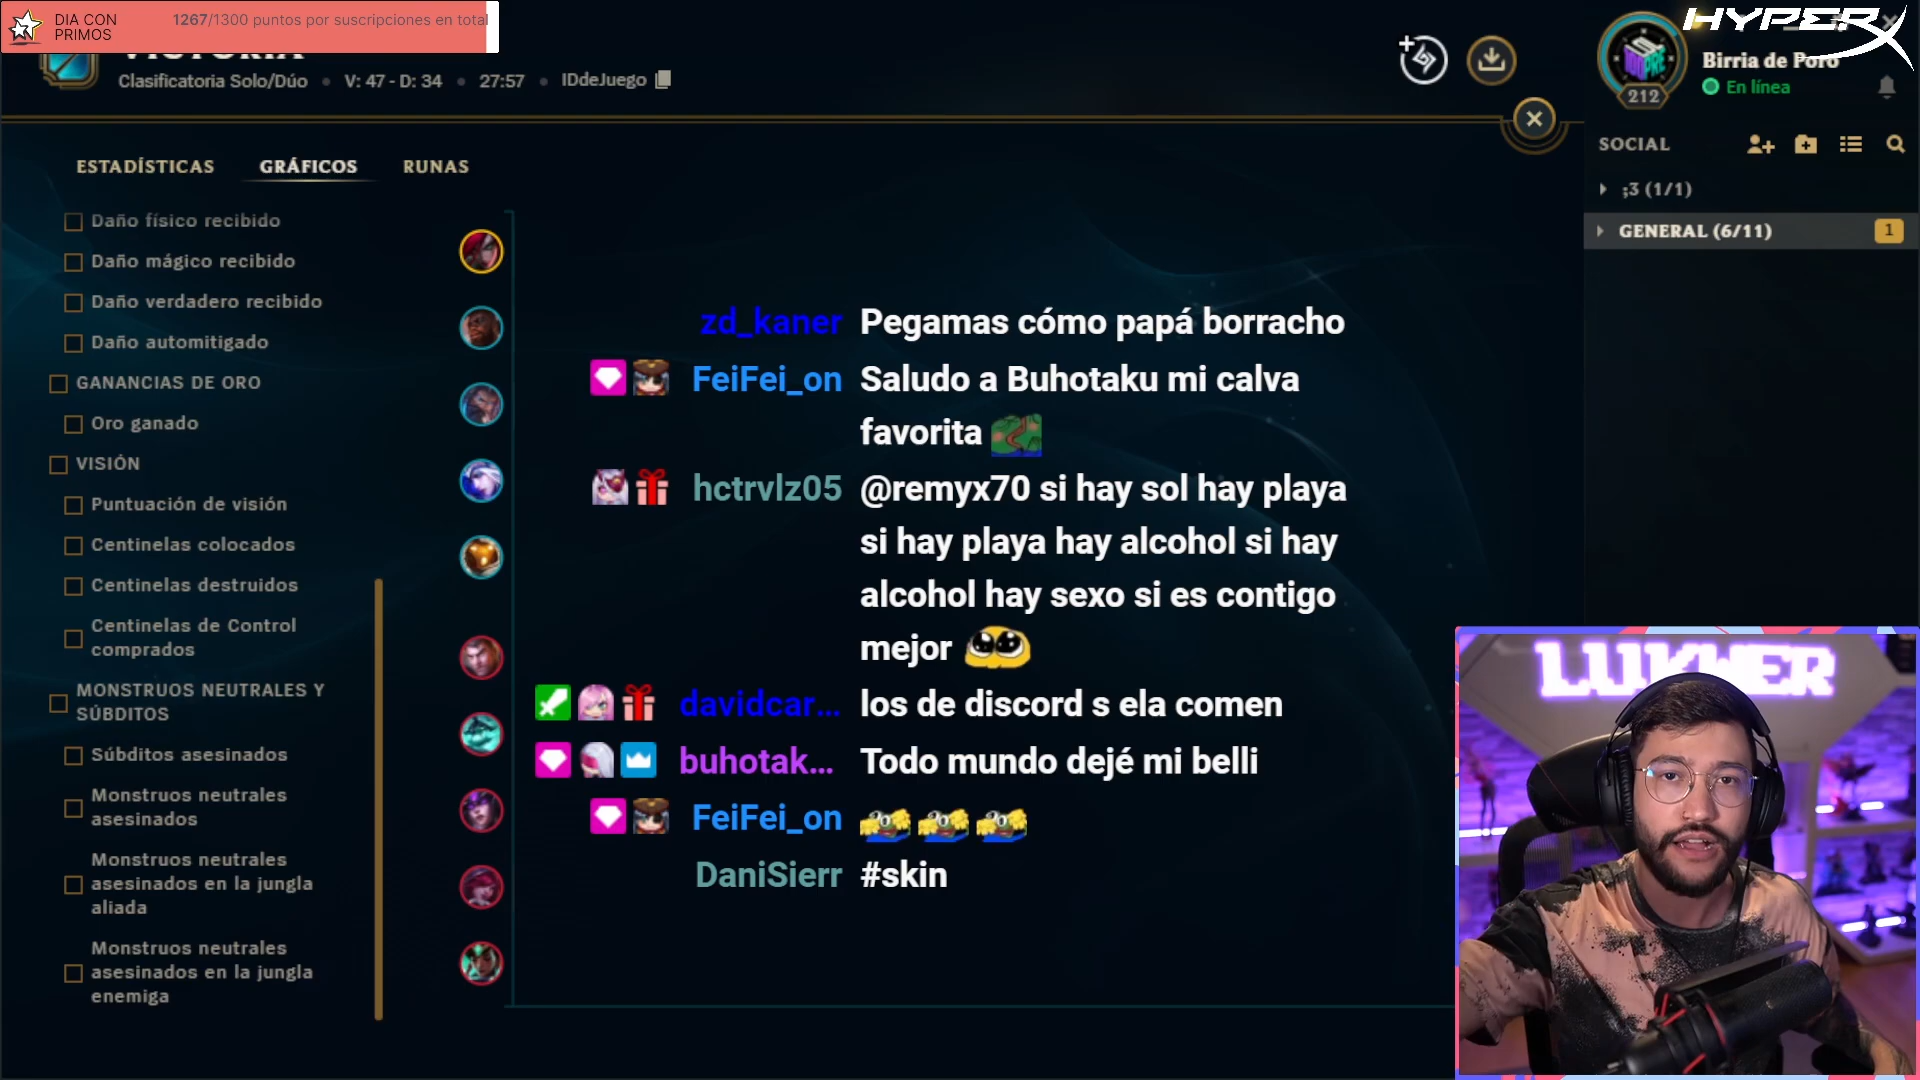 DIA CON
PRIMOS
1267/1300 puntos por suscripciones en total
VICTORIA
Clasificatoria Solo/Dúo • V: 47 - D: 34 • 27:57 • IDdeJuego
HYPERX
Birria de Poro
En línea
212
SOCIAL
;3 (1/1)
GENERAL (6/11)
1
ESTADÍSTICAS GRÁFICOS RUNAS
Daño físico recibido
Daño mágico recibido
Daño verdadero recibido
Daño automitigado
GANANCIAS DE ORO
Oro ganado
VISIÓN
Puntuación de visión
Centinelas colocados
Centinelas destruidos
Centinelas de Control
comprados
MONSTRUOS NEUTRALES Y
SÚBDITOS
Súbditos asesinados
Monstruos neutrales
asesinados
Monstruos neutrales
asesinados en la jungla
aliada
Monstruos neutrales
asesinados en la jungla
enemiga
zd_kaner Pegamas cómo papá borracho
FeiFei_on Saludo a Buhotaku mi calva
favorita
hctrvlz05 @remyx70 si hay sol hay playa
si hay playa hay alcohol si hay
alcohol hay sexo si es contigo
mejor
davidcar... los de discord s ela comen
buhotak... Todo mundo dejé mi belli
FeiFei_on
DaniSierr #skin
LUKWER